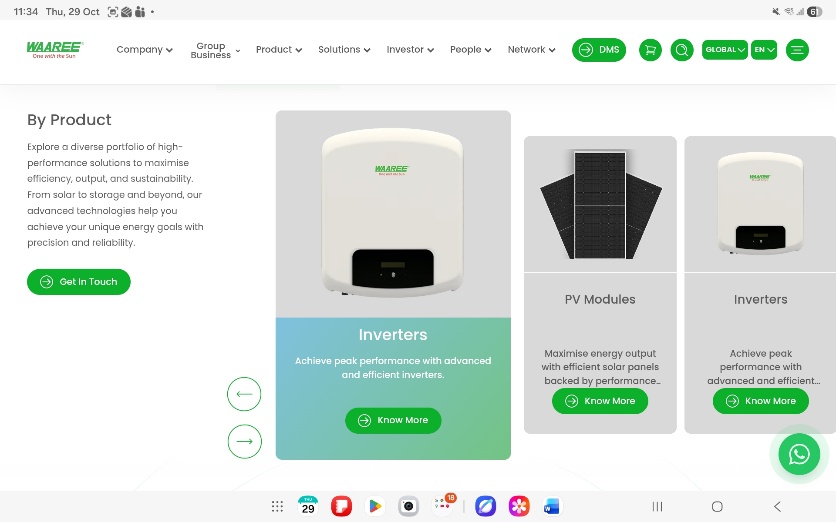 11:34 Thu, 29 Oct
61
WAAREE
One with the Sun
Company
Group
Business
Product
Solutions
Investor
People
Network
DMS
GLOBAL
EN
By Product
Explore a diverse portfolio of high-
performance solutions to maximise
efficiency, output, and sustainability.
From solar to storage and beyond, our
advanced technologies help you
achieve your unique energy goals with
precision and reliability.
Get In Touch
WAAREE
Inverters
Achieve peak performance with advanced
and efficient inverters.
Know More
PV Modules
Maximise energy output
with efficient solar panels
backed by performance...
Know More
WAAREE
Inverters
Achieve peak
performance with
advanced and efficient...
Know More
THU
29
18
W